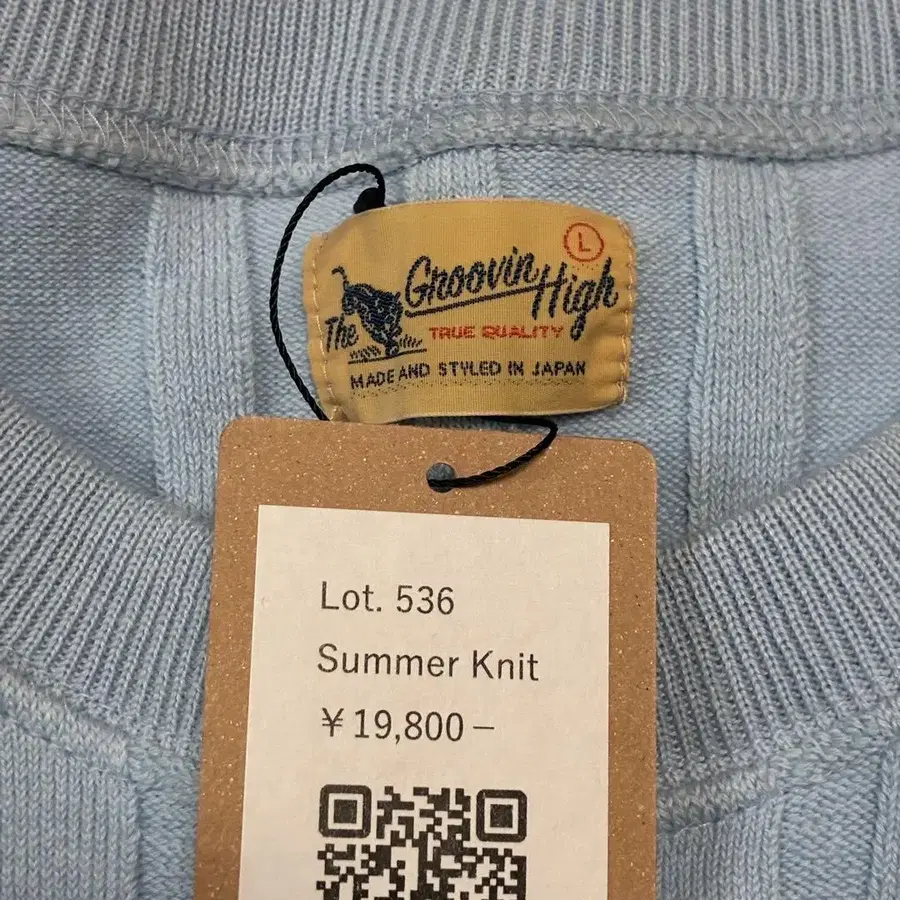 L
Groovin
The High
TRUE QUALITY
MADE AND STYLED IN JAPAN
Lot. 536
Summer Knit
¥19,800−